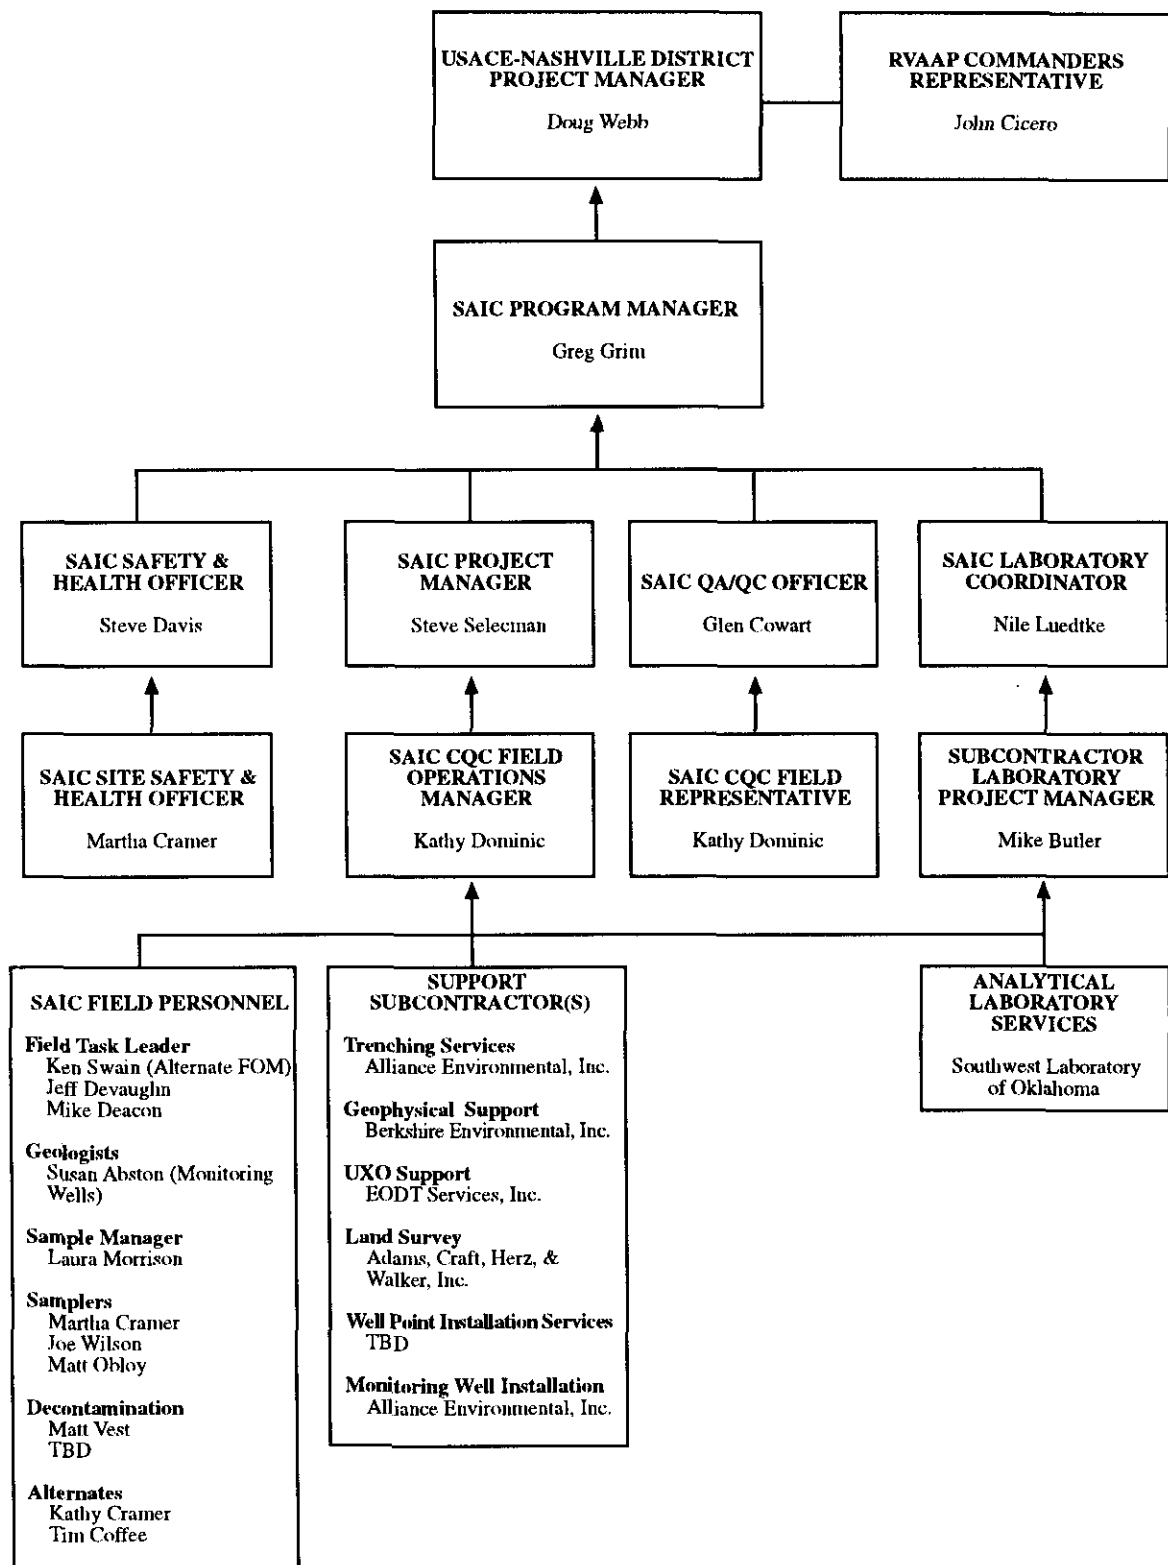 USACE-NASHVILLE DISTRICT
PROJECT MANAGER
Doug Webb
RVAAP COMMANDERS
REPRESENTATIVE
John Cicero
SAIC PROGRAM MANAGER
Greg Grim
SAIC SAFETY &
HEALTH OFFICER
Steve Davis
SAIC PROJECT
MANAGER
Steve Selecman
SAIC QA/QC OFFICER
Glen Cowart
SAIC LABORATORY
COORDINATOR
Nile Luedtke
SAIC SITE SAFETY &
HEALTH OFFICER
Martha Cramer
SAIC CQC FIELD
OPERATIONS
MANAGER
Kathy Dominic
SAIC CQC FIELD
REPRESENTATIVE
Kathy Dominic
SUBCONTRACTOR
LABORATORY
PROJECT MANAGER
Mike Butler
SAIC FIELD PERSONNEL
Field Task Leader
Ken Swain (Alternate FOM)
Jeff Devaughn
Mike Deacon
Geologists
Susan Abston (Monitoring
Wells)
Sample Manager
Laura Morrison
Samplers
Martha Cramer
Joe Wilson
Matt Obloy
Decontamination
Matt Vest
TBD
Alternates
Kathy Cramer
Tim Coffee
SUPPORT
SUBCONTRACTOR(S)
Trenching Services
Alliance Environmental, Inc.
Geophysical Support
Berkshire Environmental, Inc.
UXO Support
EODT Services, Inc.
Land Survey
Adams, Craft, Herz, &
Walker, Inc.
Well Point Installation Services
TBD
Monitoring Well Installation
Alliance Environmental, Inc.
ANALYTICAL
LABORATORY
SERVICES
Southwest Laboratory
of Oklahoma